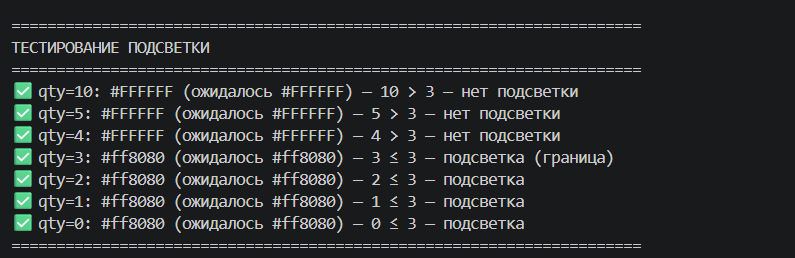 ======================================================================
ТЕСТИРОВАНИЕ ПОДСВЕТКИ
======================================================================
✅ qty=10: #FFFFFF (ожидалось #FFFFFF) — 10 > 3 — нет подсветки
✅ qty=5: #FFFFFF (ожидалось #FFFFFF) — 5 > 3 — нет подсветки
✅ qty=4: #FFFFFF (ожидалось #FFFFFF) — 4 > 3 — нет подсветки
✅ qty=3: #ff8080 (ожидалось #ff8080) — 3 ≤ 3 — подсветка (граница)
✅ qty=2: #ff8080 (ожидалось #ff8080) — 2 ≤ 3 — подсветка
✅ qty=1: #ff8080 (ожидалось #ff8080) — 1 ≤ 3 — подсветка
✅ qty=0: #ff8080 (ожидалось #ff8080) — 0 ≤ 3 — подсветка
======================================================================